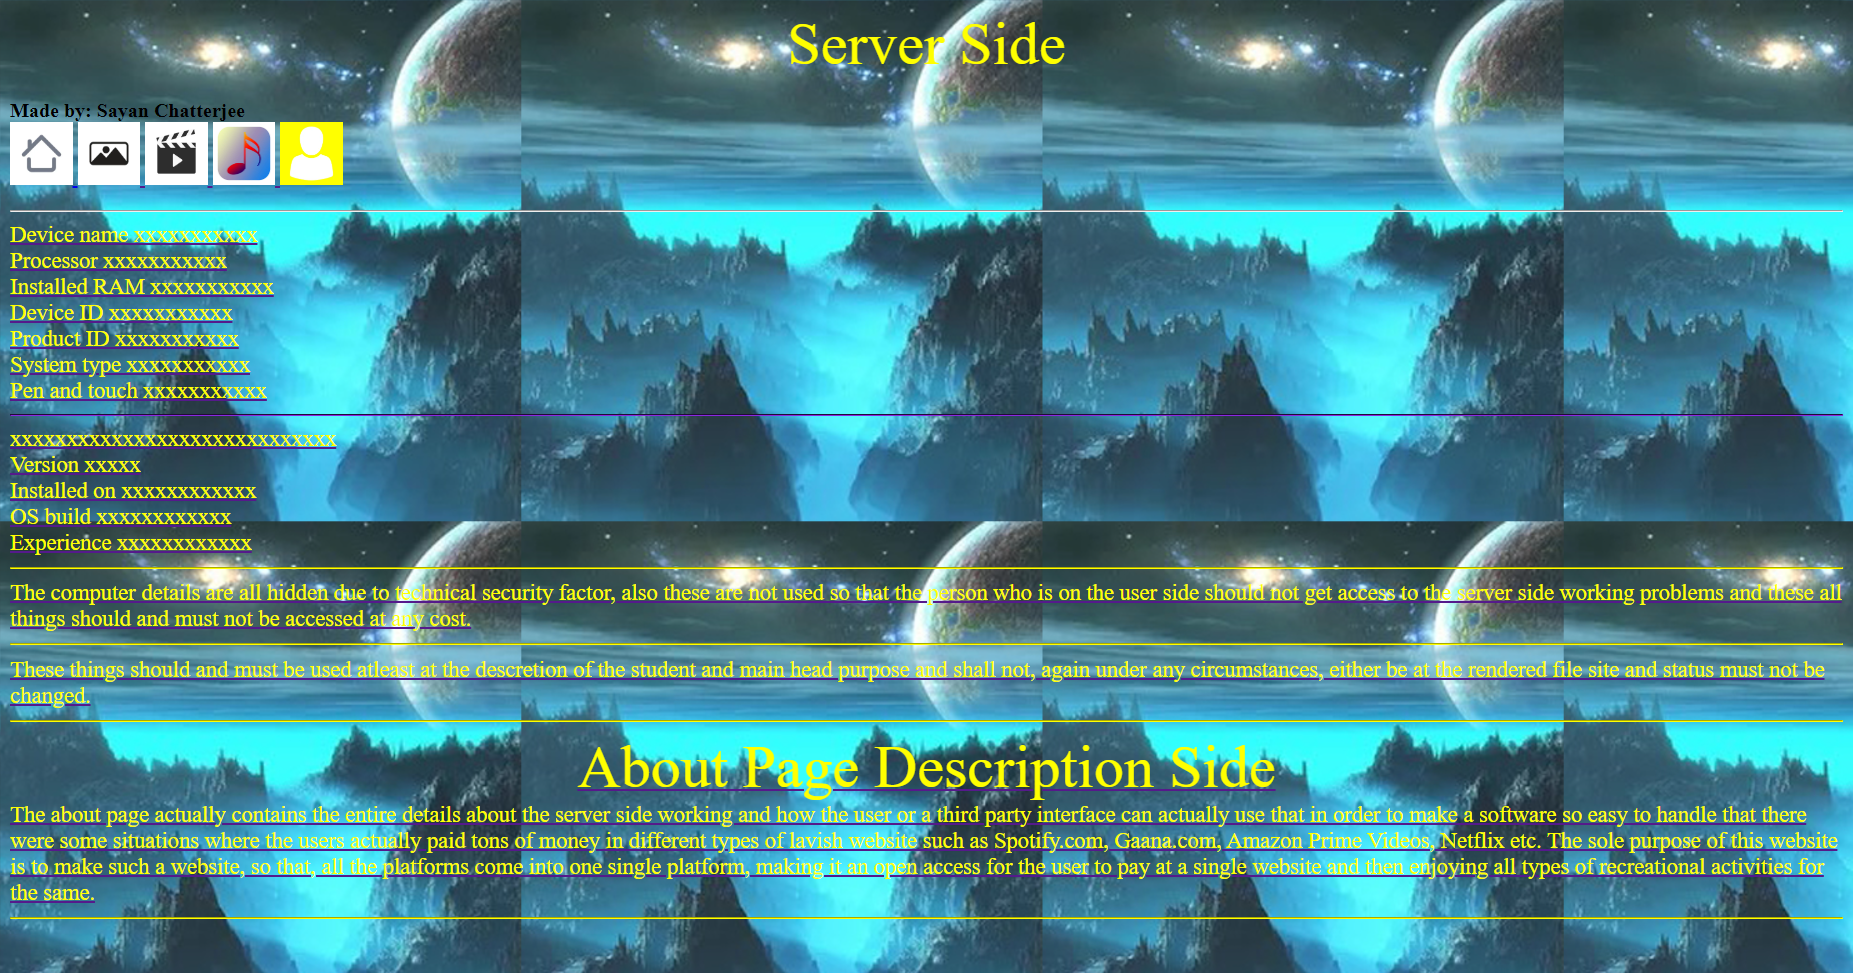 Server Side
Made by: Sayan Chatterjee
Device name xxxxxxxxxxx
Processor xxxxxxxxxxx
Installed RAM xxxxxxxxxxx
Device ID xxxxxxxxxxx
Product ID xxxxxxxxxxx
System type xxxxxxxxxxx
Pen and touch xxxxxxxxxxx
xxxxxxxxxxxxxxxxxxxxxxxxxxxxx
Version xxxxx
Installed on xxxxxxxxxxxx
OS build xxxxxxxxxxxx
Experience xxxxxxxxxxxx
The computer details are all hidden due to technical security factor, also these are not used so that the person who is on the user side should not get access to the server side working problems and these all
things should and must not be accessed at any cost.
These things should and must be used atleast at the descretion of the student and main head purpose and shall not, again under any circumstances, either be at the rendered file site and status must not be
changed.
About Page Description Side
The about page actually contains the entire details about the server side working and how the user or a third party interface can actually use that in order to make a software so easy to handle that there
were some situations where the users actually paid tons of money in different types of lavish website such as Spotify.com, Gaana.com, Amazon Prime Videos, Netflix etc. The sole purpose of this website
is to make such a website, so that, all the platforms come into one single platform, making it an open access for the user to pay at a single website and then enjoying all types of recreational activities for
the same.